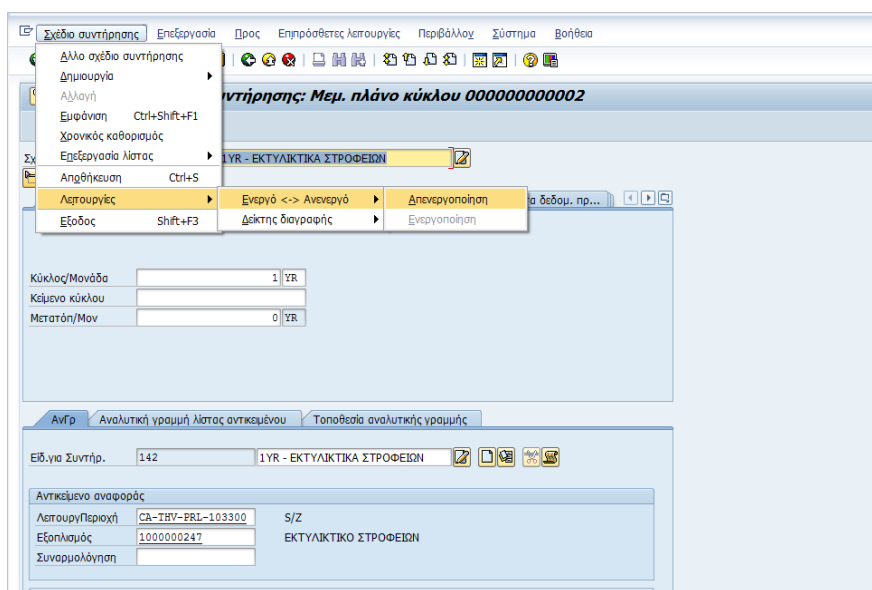 Σχέδιο συντήρησης Επεξεργασία Προς Επιπρόσθετες λειτουργίες Περιβάλλον Σύστημα Βοήθεια
Αλλο σχέδιο συντήρησης
Δημιουργία
Αλλαγή
ντήρησης: Μεμ. πλάνο κύκλου 000000000002
Εμφάνιση Ctrl+Shift+F1
Χρονικός καθορισμός
Επεξεργασία λίστας
1YR - ΕΚΤΥΛΙΚΤΙΚΑ ΣΤΡΟΦΕΙΩΝ
Αποθήκευση Ctrl+S
Λειτουργίες
Ενεργό <-> Ανενεργό
Απενεργοποίηση
α δεδομ. πρ...
Εξοδος Shift+F3
Δείκτης διαγραφής
Ενεργοποίηση
Κύκλος/Μονάδα 1 YR
Κείμενο κύκλου
Μετατόπ/Μον 0 YR
ΑνΓρ Αναλυτική γραμμή λίστας αντικειμένου Τοποθεσία αναλυτικής γραμμής
Είδ.για Συντήρ. 142 1YR - ΕΚΤΥΛΙΚΤΙΚΑ ΣΤΡΟΦΕΙΩΝ
Αντικείμενο αναφοράς
ΛειτουργΠεριοχή CA-THV-PRL-103300 S/Z
Εξοπλισμός 1000000247 ΕΚΤΥΛΙΚΤΙΚΟ ΣΤΡΟΦΕΙΩΝ
Συναρμολόγηση